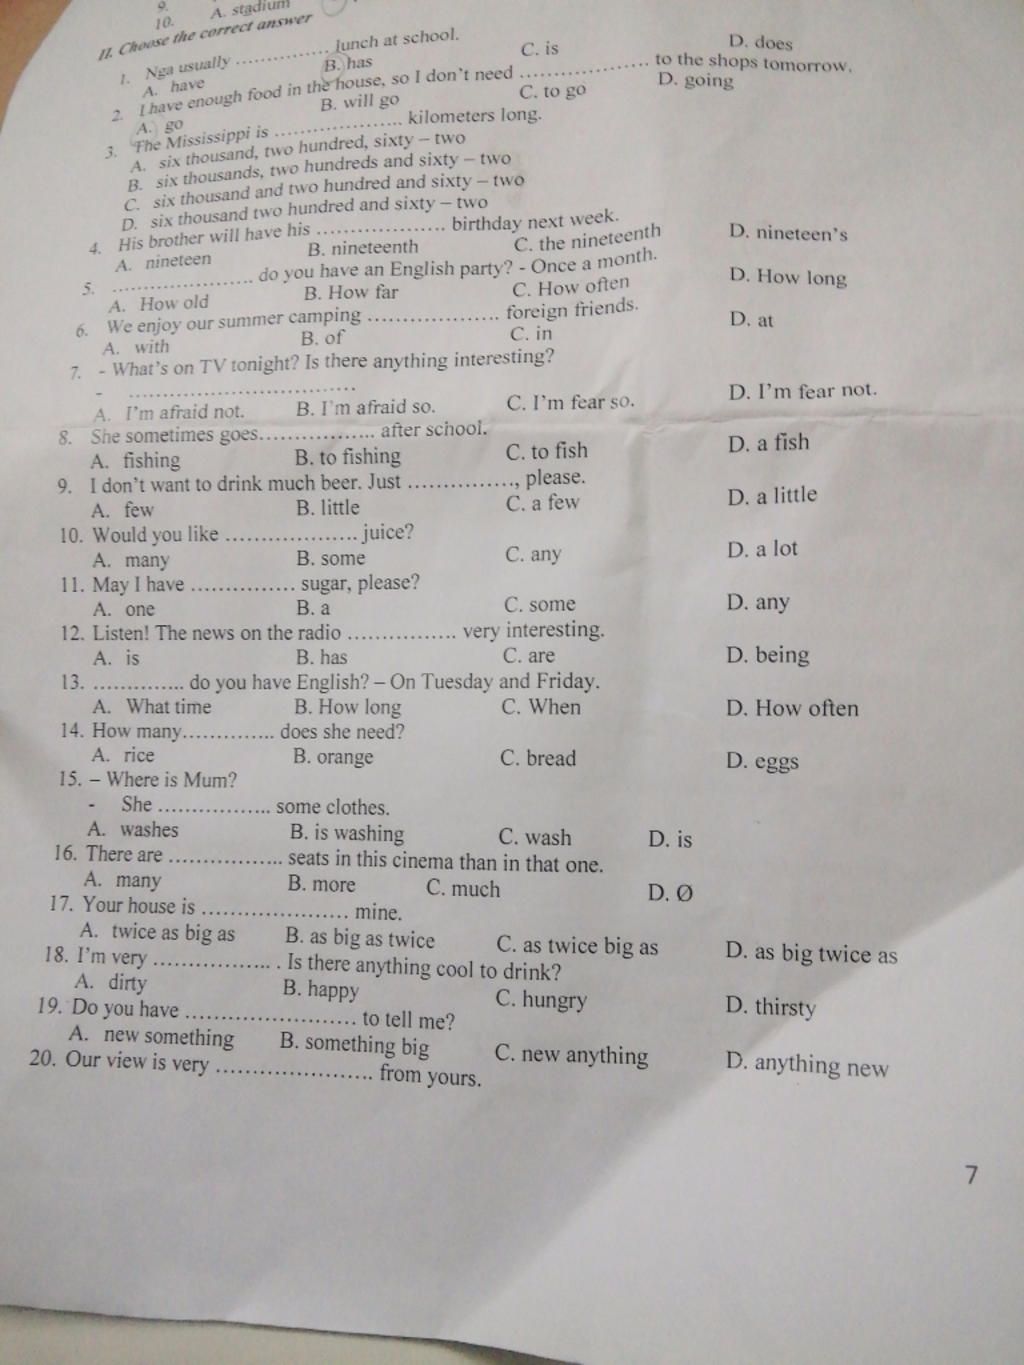 9.
10. A. stadium
II. Choose the correct answer
1. Nga usually ................ lunch at school.
A. have B. has C. is D. does
2. I have enough food in the house, so I don't need ................ to the shops tomorrow.
A. go B. will go C. to go D. going
3. The Mississippi is ................ kilometers long.
A. six thousand, two hundred, sixty – two
B. six thousands, two hundreds and sixty – two
C. six thousand and two hundred and sixty – two
D. six thousand two hundred and sixty – two
4. His brother will have his ................ birthday next week.
A. nineteen B. nineteenth C. the nineteenth D. nineteen's
5. ................ do you have an English party? - Once a month.
A. How old B. How far C. How often D. How long
6. We enjoy our summer camping ................ foreign friends.
A. with B. of C. in D. at
7. - What's on TV tonight? Is there anything interesting?
- ................
A. I'm afraid not. B. I'm afraid so. C. I'm fear so. D. I'm fear not.
8. She sometimes goes................ after school.
A. fishing B. to fishing C. to fish D. a fish
9. I don't want to drink much beer. Just ..............., please.
A. few B. little C. a few D. a little
10. Would you like ................ juice?
A. many B. some C. any D. a lot
11. May I have ............... sugar, please?
A. one B. a C. some D. any
12. Listen! The news on the radio ................ very interesting.
A. is B. has C. are D. being
13. .............. do you have English? – On Tuesday and Friday.
A. What time B. How long C. When D. How often
14. How many.............. does she need?
A. rice B. orange C. bread D. eggs
15. – Where is Mum?
- She ................ some clothes.
A. washes B. is washing C. wash D. is
16. There are ................ seats in this cinema than in that one.
A. many B. more C. much D. Ø
17. Your house is ..................... mine.
A. twice as big as B. as big as twice C. as twice big as D. as big twice as
18. I'm very ................. . Is there anything cool to drink?
A. dirty B. happy C. hungry D. thirsty
19. Do you have ........................ to tell me?
A. new something B. something big C. new anything D. anything new
20. Our view is very ...................... from yours.
7